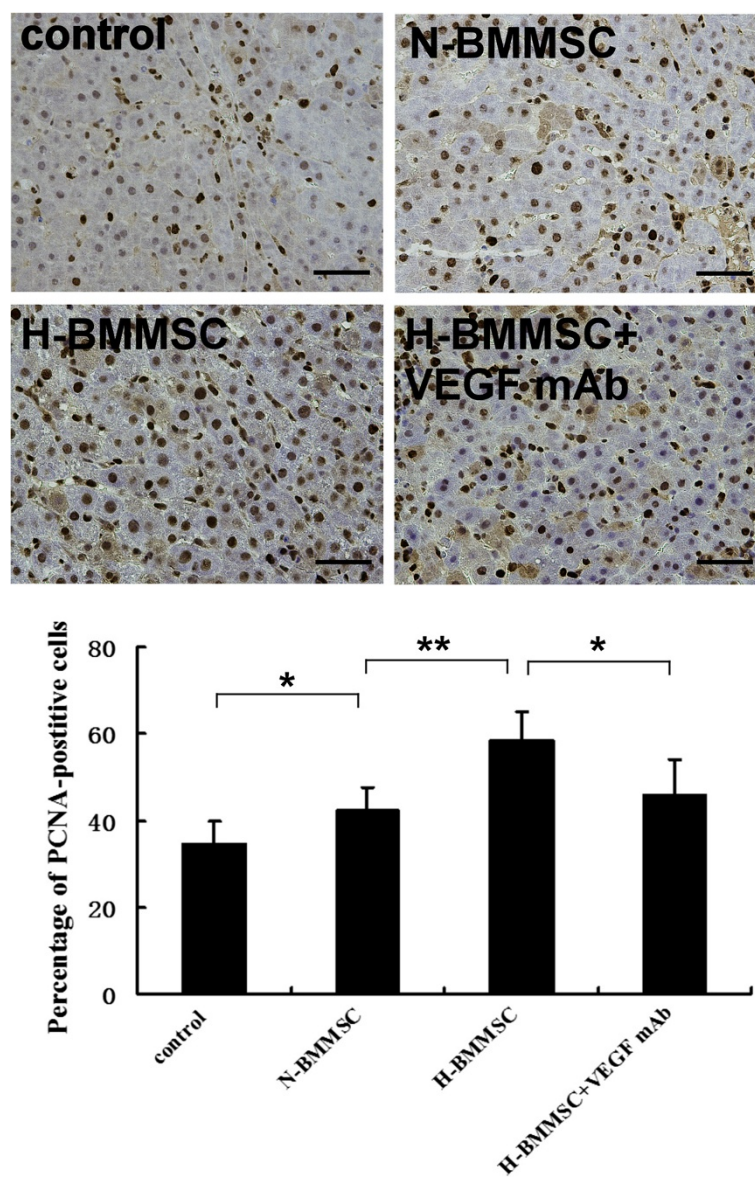 control
N-BMMSC
H-BMMSC
H-BMMSC+
VEGF mAb
Percentage of PCNA-postitive cells
80
60
40
20
0
*
**
*
control
N-BMMSC
H-BMMSC
H-BMMSC+VEGF mAb